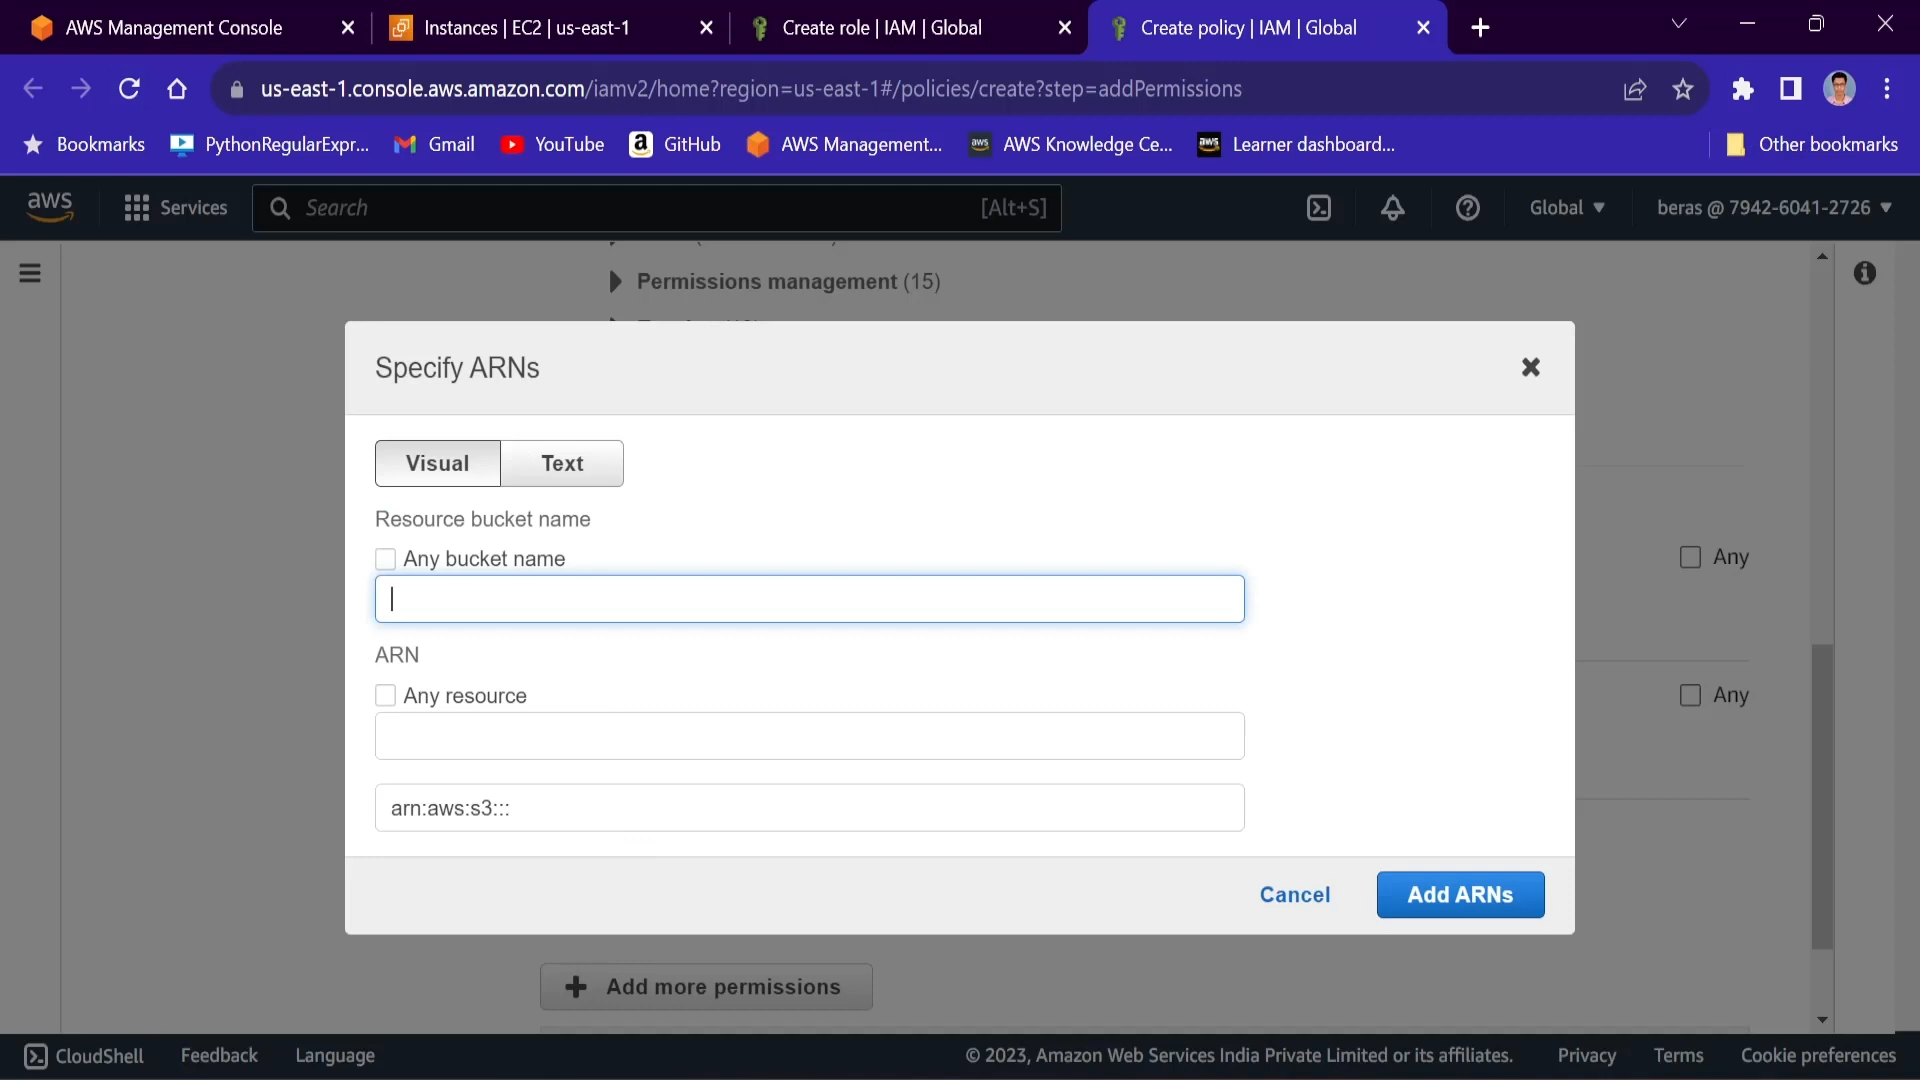 AWS Management Console
Instances | EC2 | us-east-1
Create role | IAM | Global
Create policy | IAM | Global
us-east-1.console.aws.amazon.com/iamv2/home?region=us-east-1#/policies/create?step=addPermissions
Bookmarks
PythonRegularExpr...
Gmail
YouTube
GitHub
AWS Management...
AWS Knowledge Ce...
Learner dashboard...
Other bookmarks
aws
Services
Search
[Alt+S]
Global
beras @ 7942-6041-2726
Permissions management (15)
Specify ARNs
Visual
Text
Resource bucket name
Any bucket name
Any
ARN
Any resource
Any
arn:aws:s3:::
Cancel
Add ARNs
Add more permissions
CloudShell
Feedback
Language
© 2023, Amazon Web Services India Private Limited or its affiliates.
Privacy
Terms
Cookie preferences